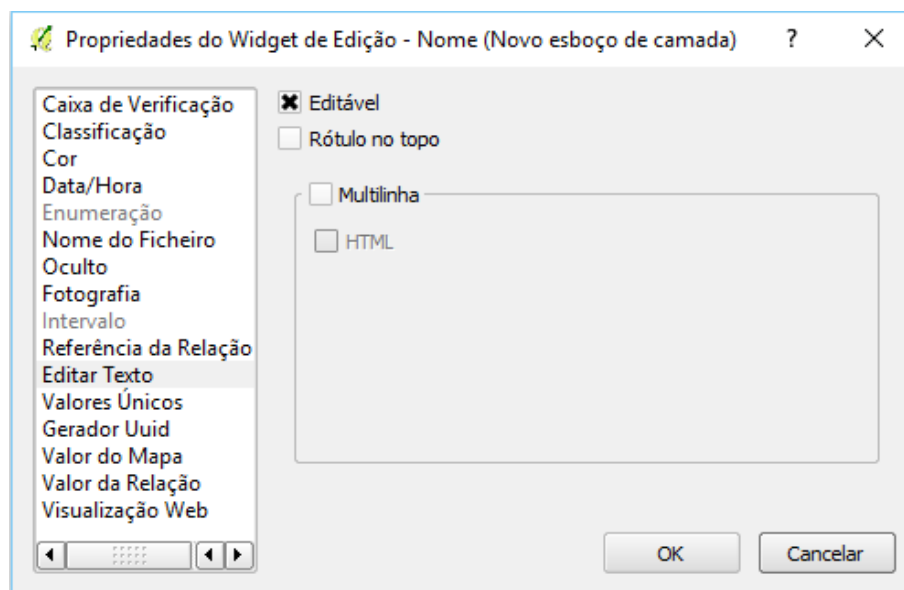 Propriedades do Widget de Edição - Nome (Novo esboço de camada) ?
Caixa de Verificação
Classificação
Cor
Data/Hora
Enumeração
Nome do Ficheiro
Oculto
Fotografia
Intervalo
Referência da Relação
Editar Texto
Valores Únicos
Gerador Uuid
Valor do Mapa
Valor da Relação
Visualização Web
Editável
Rótulo no topo
Multilinha
HTML
OK
Cancelar